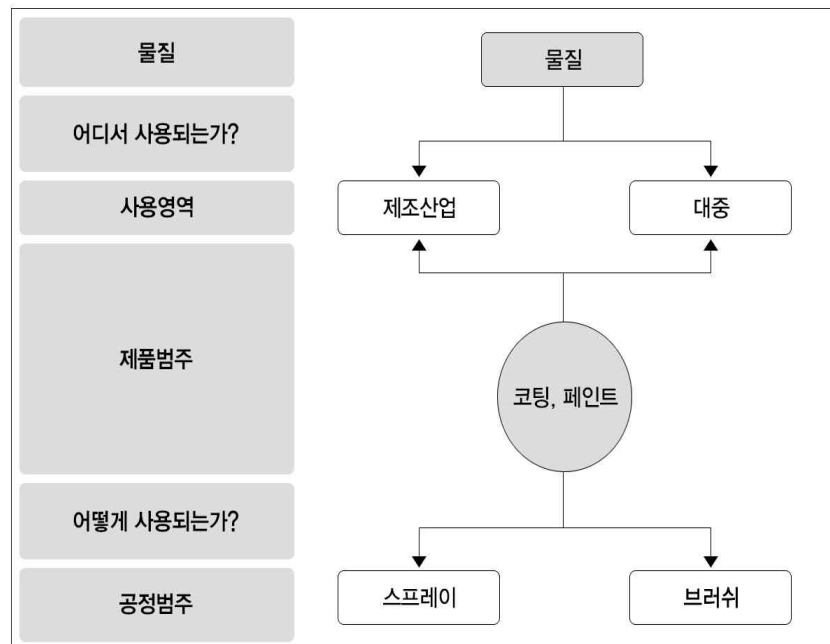 물질
물질
어디서 사용되는가?
사용영역
제조산업
대중
제품범주
코팅, 페인트
어떻게 사용되는가?
공정범주
스프레이
브러쉬